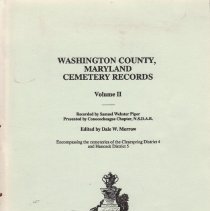 WASHINGTON COUNTY,
MARYLAND
CEMETERY RECORDS
Volume II
Recorded by Samuel Webster Piper
Presented by Conococheague Chapter, N.S.D.A.R.
Edited by Dale W. Morrow
Encompassing the cemeteries of the Clearspring District 4
and Hancock District 5